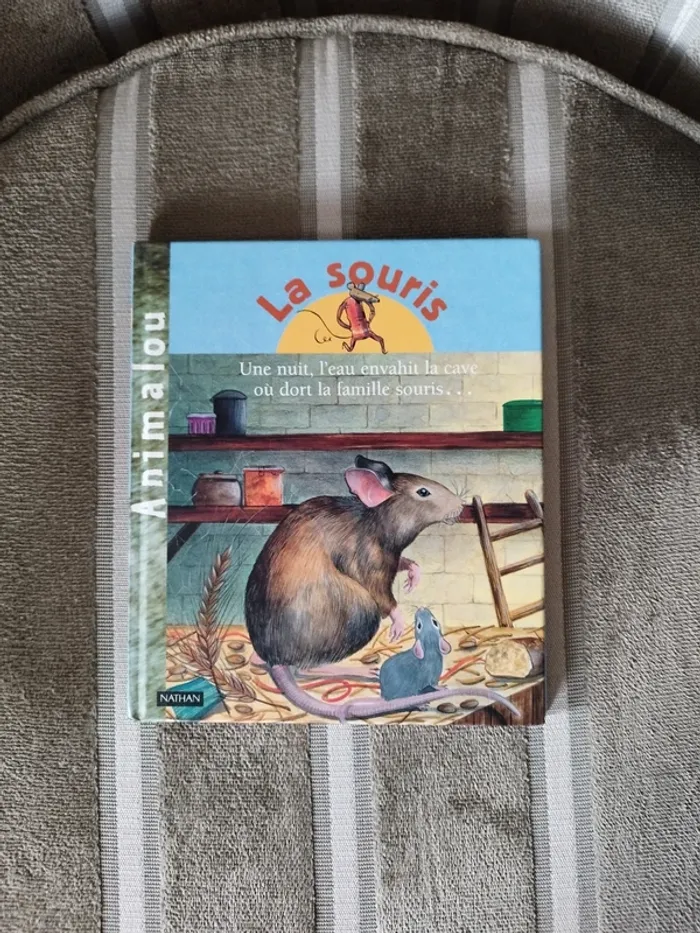 La souris
Une nuit, l'eau envahit la cave
où dort la famille souris...
Animalou
NATHAN